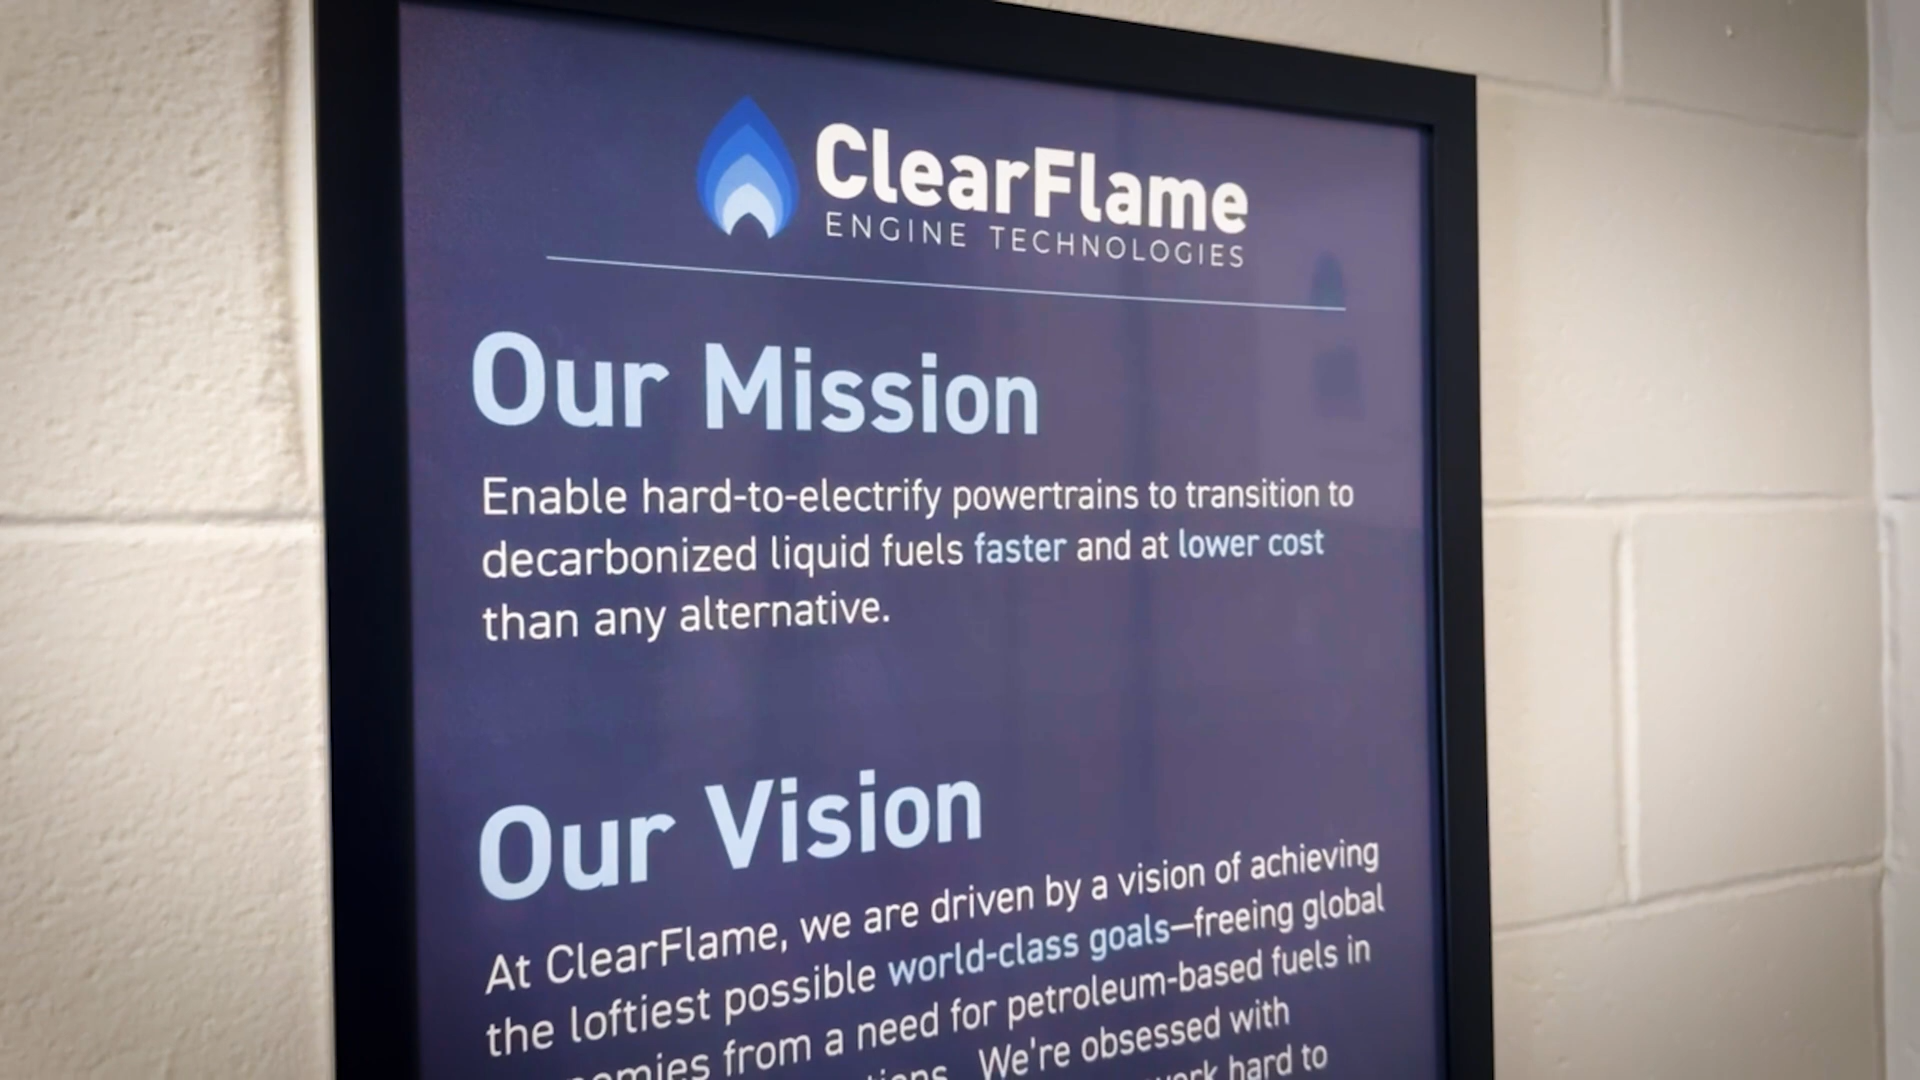 ClearFlame
ENGINE TECHNOLOGIES
Our Mission
Enable hard-to-electrify powertrains to transition to
decarbonized liquid fuels faster and at lower cost
than any alternative.
Our Vision
At ClearFlame, we are driven by a vision of achieving
the loftiest possible world-class goals—freeing global
from a need for petroleum-based fuels in
We're obsessed with
hard to